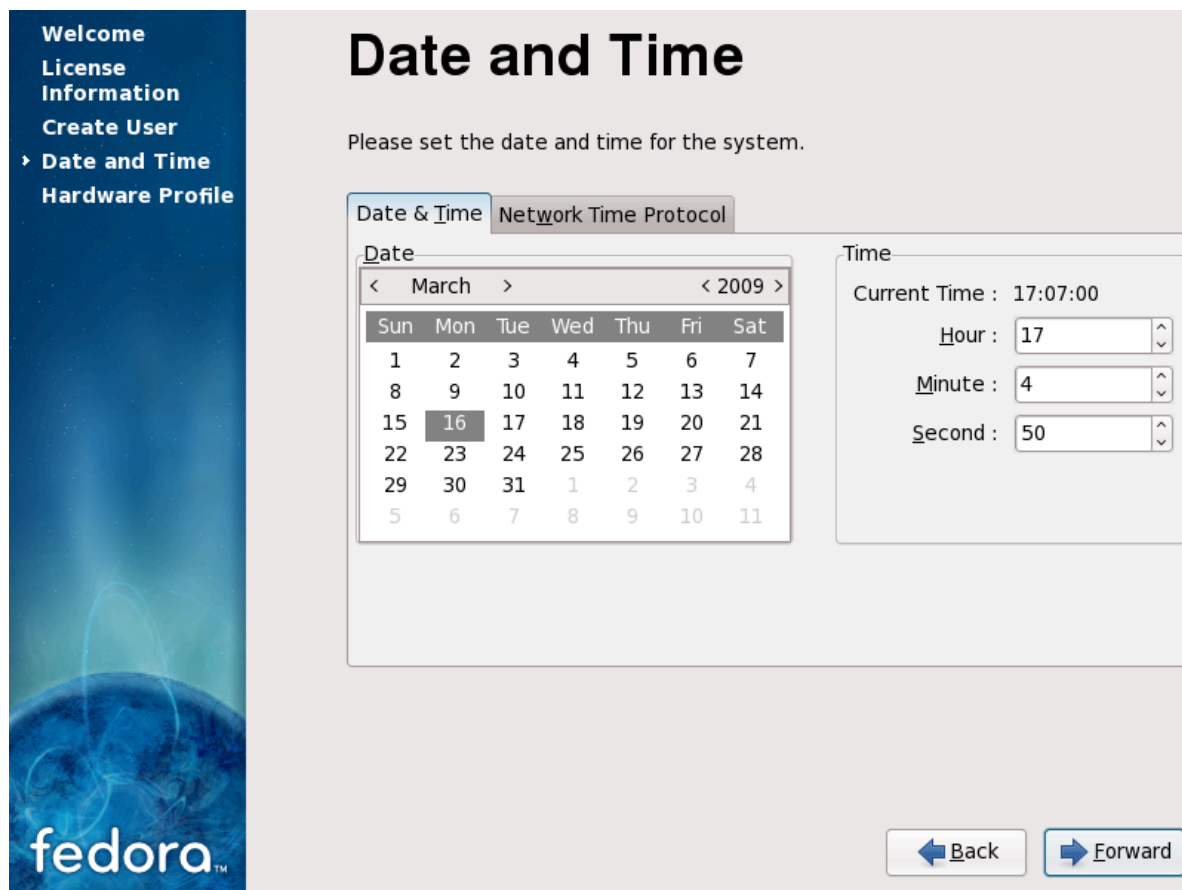 Welcome
License
Information
Create User
Date and Time
Hardware Profile
Date and Time
Please set the date and time for the system.
Date & Time
Network Time Protocol
Date
< March > < 2009 >
Sun Mon Tue Wed Thu Fri Sat
1 2 3 4 5 6 7
8 9 10 11 12 13 14
15 16 17 18 19 20 21
22 23 24 25 26 27 28
29 30 31 1 2 3 4
5 6 7 8 9 10 11
Time
Current Time : 17:07:00
Hour : 17
Minute : 4
Second : 50
fedora™
Back
Forward